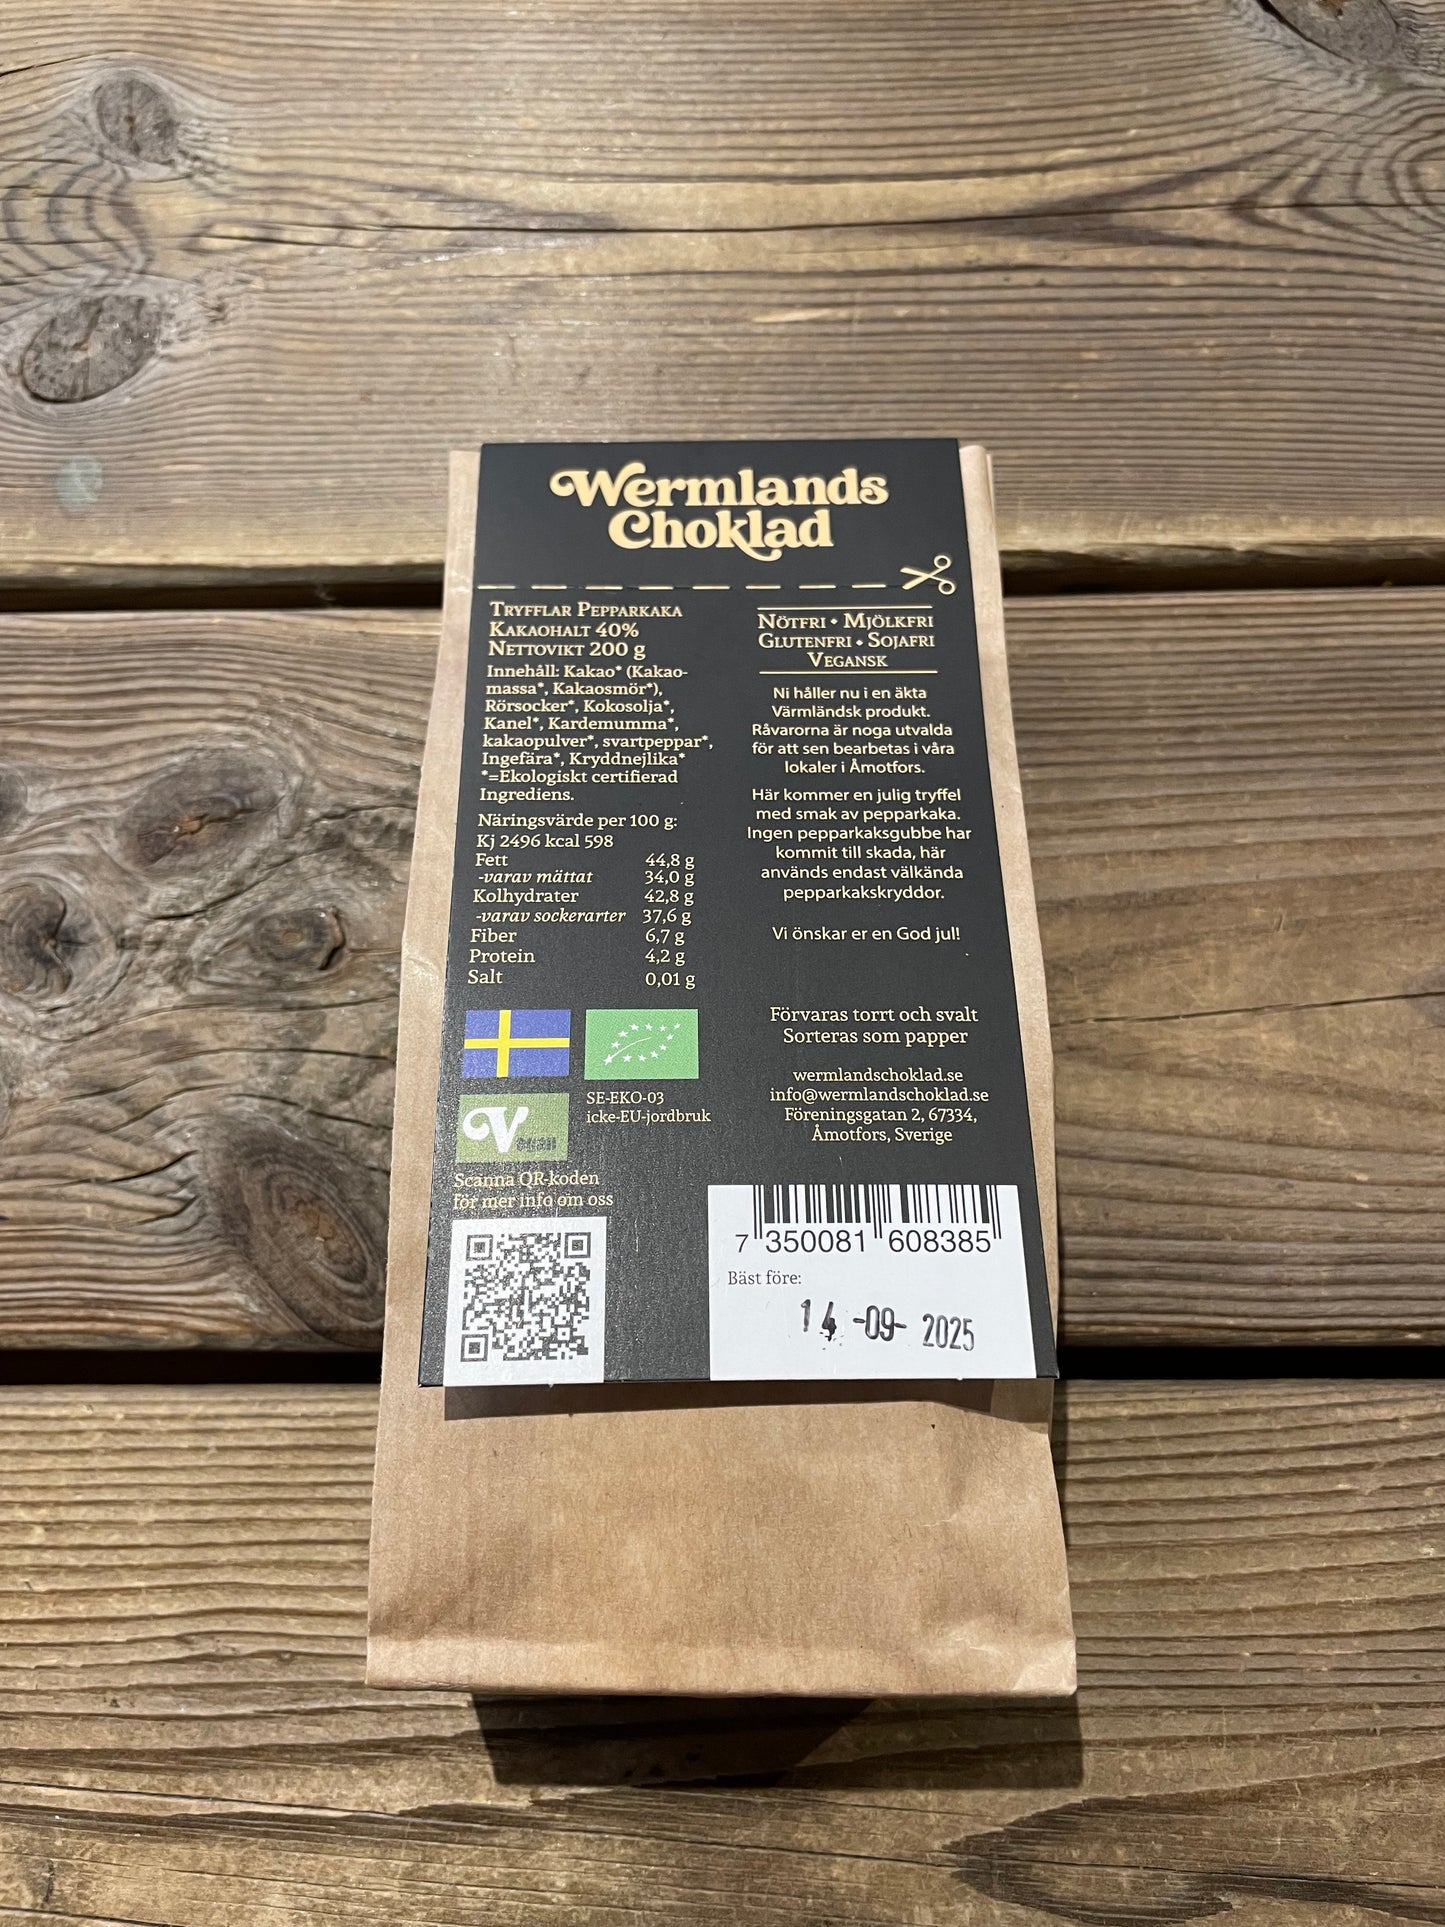 Wermlands
Choklad
Tryfflar Pepparkaka
Kakaohalt 40%
Nettovikt 200 g
Innehåll: Kakao* (Kakao-
massa*, Kakaosmör*),
Rörsocker*, Kokosolja*,
Kanel*, Kardemumma*,
kakaopulver*, svartpeppar*,
Ingefära*, Kryddnejlika*
*=Ekologiskt certifierad
Ingrediens.
Näringsvärde per 100 g:
Kj 2496 kcal 598
Fett 44,8 g
-varav mättat 34,0 g
Kolhydrater 42,8 g
-varav sockerarter 37,6 g
Fiber 6,7 g
Protein 4,2 g
Salt 0,01 g
SE-EKO-03
icke-EU-jordbruk
Vegan
Scanna QR-koden
för mer info om oss
Nötfri • Mjölkfri
Glutenfri • Sojafri
Vegansk
Ni håller nu i en äkta
Värmländsk produkt.
Råvarorna är noga utvalda
för att sen bearbetas i våra
lokaler i Åmotfors.
Här kommer en julig tryffel
med smak av pepparkaka.
Ingen pepparkaksgubbe har
kommit till skada, här
används endast välkända
pepparkakskryddor.
Vi önskar er en God jul!
Förvaras torrt och svalt
Sorteras som papper
wermlandschoklad.se
info@wermlandschoklad.se
Föreningsgatan 2, 67334,
Åmotfors, Sverige
7 350081 608385
Bäst före:
14 -09- 2025